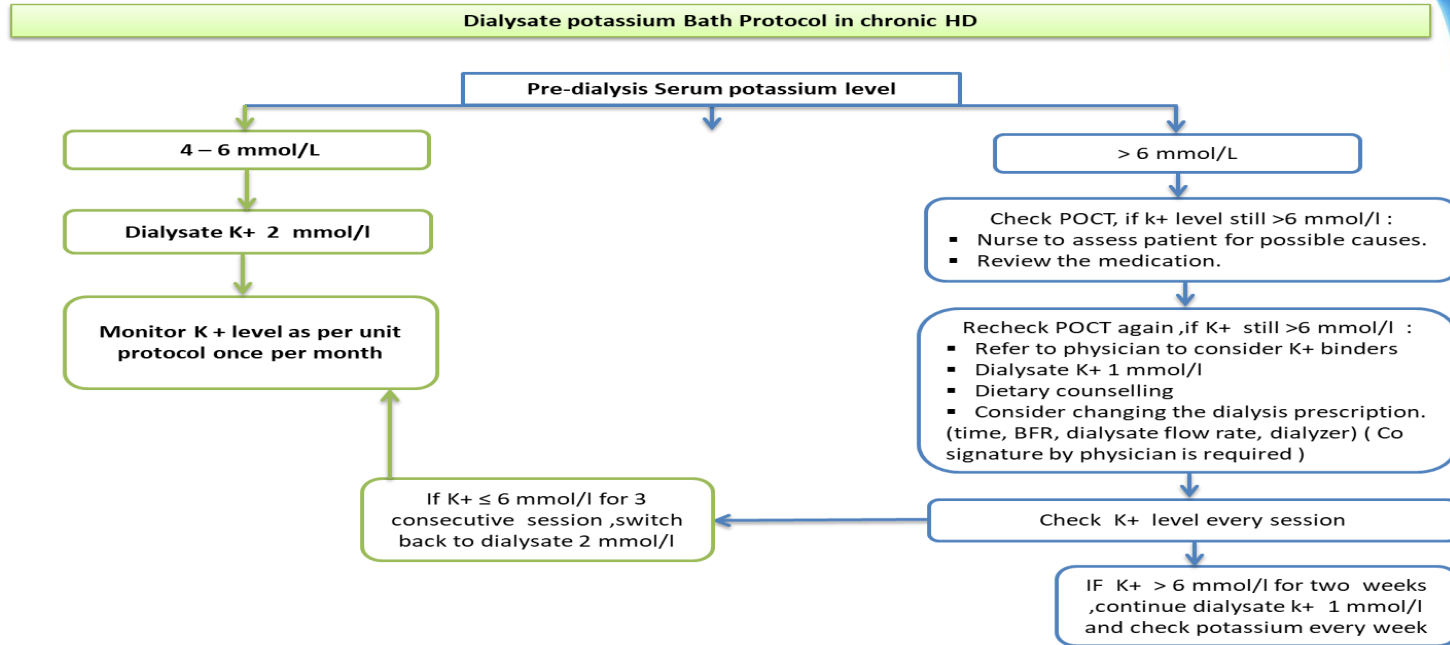 Dialysate potassium Bath Protocol in chronic HD
Pre-dialysis Serum potassium level
4 – 6 mmol/L
Dialysate K+ 2 mmol/l
Monitor K + level as per unit
protocol once per month
> 6 mmol/L
Check POCT, if k+ level still >6 mmol/l :
▪ Nurse to assess patient for possible causes.
▪ Review the medication.
Recheck POCT again ,if K+ still >6 mmol/l :
▪ Refer to physician to consider K+ binders
▪ Dialysate K+ 1 mmol/l
▪ Dietary counselling
▪ Consider changing the dialysis prescription.
(time, BFR, dialysate flow rate, dialyzer) ( Co
signature by physician is required )
Check K+ level every session
If K+ ≤ 6 mmol/l for 3
consecutive session ,switch
back to dialysate 2 mmol/l
IF K+ > 6 mmol/l for two weeks
,continue dialysate k+ 1 mmol/l
and check potassium every week